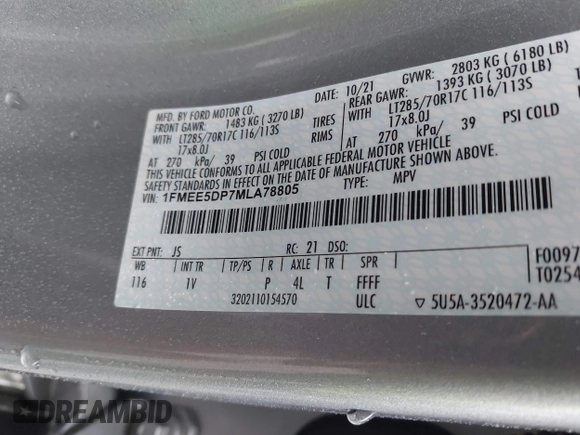 MFD. BY FORD MOTOR CO.
DATE: 10/21 GVWR: 2803 KG ( 6180 LB)
FRONT GAWR: 1483 KG ( 3270 LB) REAR GAWR: 1393 KG ( 3070 LB)
WITH LT285/70R17C 116/113S TIRES WITH LT285/70R17C 116/113S
17x8.0J RIMS 17x8.0J
AT 270 kPa/ 39 PSI COLD AT 270 kPa/ 39 PSI COLD
THIS VEHICLE CONFORMS TO ALL APPLICABLE FEDERAL MOTOR VEHICLE
SAFETY STANDARDS IN EFFECT ON THE DATE OF MANUFACTURE SHOWN ABOVE.
VIN: 1FMEE5DP7MLA78805 TYPE: MPV
EXT PNT: JS RC: 21 DSO:
WB INT TR TP/PS R AXLE TR SPR
116 1V P 4L T FFFF
3202110154570 ULC ▽ 5U5A-3520472-AA
F0097
T0254
DREAMBID